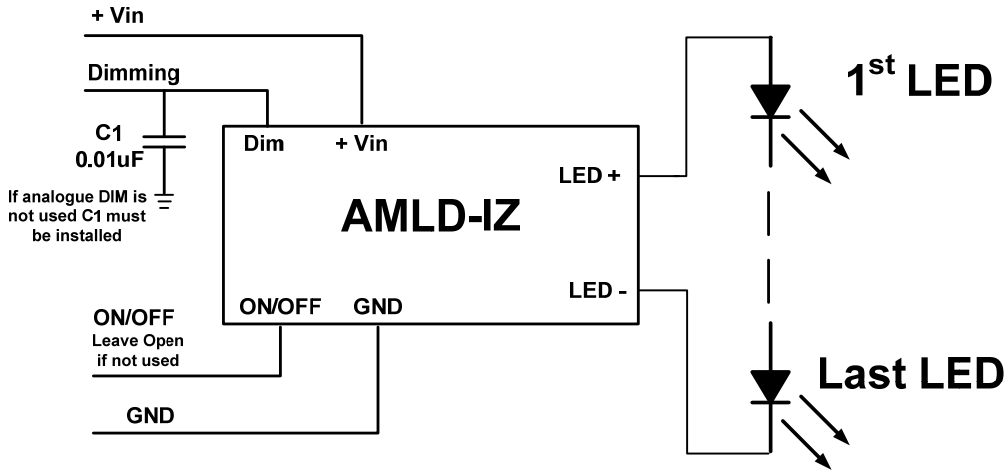 + Vin
Dimming
C1
0.01uF
If analogue DIM is
not used C1 must
be installed
Dim
+ Vin
LED +
AMLD-IZ
LED -
ON/OFF
GND
ON/OFF
Leave Open
if not used
GND
1st LED
Last LED